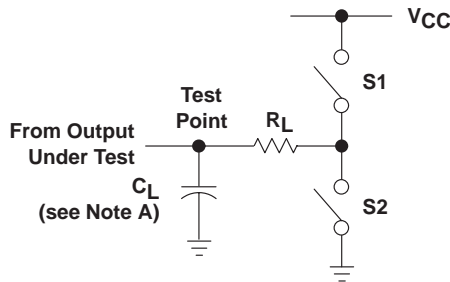 VCC
S1
Test
Point
RL
From Output
Under Test
CL
(see Note A)
S2